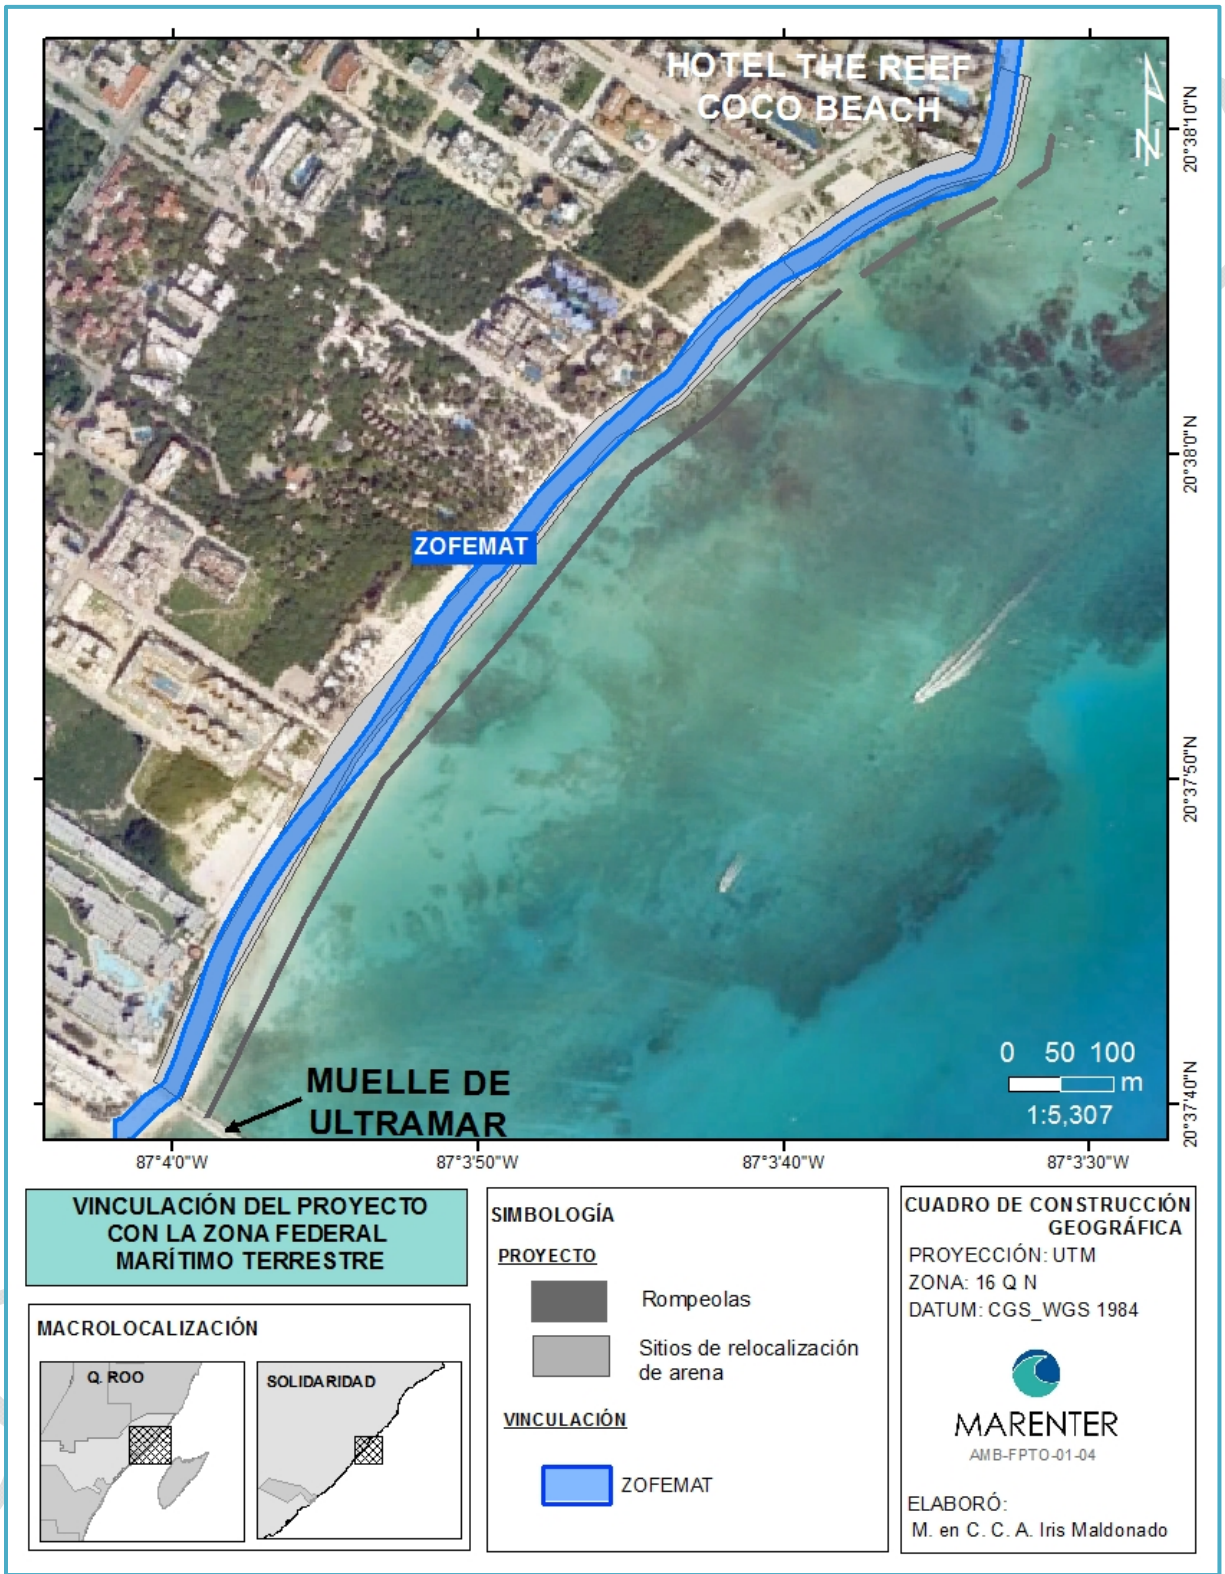 HOTEL THE REEF
COCO BEACH
N
20°38'10"N
20°38'0"N
20°37'50"N
20°37'40"N
ZOFEMAT
MUELLE DE
ULTRAMAR
0 50 100
m
1:5,307
87°4'0"W
87°3'50"W
87°3'40"W
87°3'30"W
VINCULACIÓN DEL PROYECTO
CON LA ZONA FEDERAL
MARÍTIMO TERRESTRE
MACROLOCALIZACIÓN
Q. ROO
SOLIDARIDAD
SIMBOLOGÍA
PROYECTO
Rompeolas
Sitios de relocalización
de arena
VINCULACIÓN
ZOFEMAT
CUADRO DE CONSTRUCCIÓN
GEOGRÁFICA
PROYECCIÓN: UTM
ZONA: 16 Q N
DATUM: CGS_WGS 1984
MARENTER
AMB-FPTO-01-04
ELABORÓ:
M. en C. C. A. Iris Maldonado